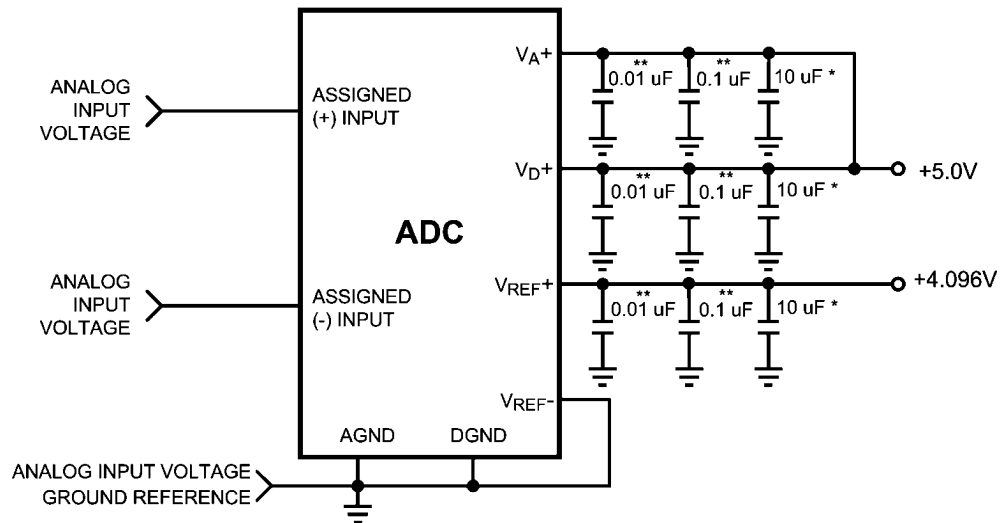 ANALOG
INPUT
VOLTAGE
ASSIGNED
(+) INPUT
ANALOG
INPUT
VOLTAGE
ASSIGNED
(-) INPUT
ADC
AGND
DGND
ANALOG INPUT VOLTAGE
GROUND REFERENCE
VA+
**
0.01 uF
**
0.1 uF
10 uF *
VD+
**
0.01 uF
**
0.1 uF
10 uF *
+5.0V
VREF+
**
0.01 uF
**
0.1 uF
10 uF *
+4.096V
VREF-